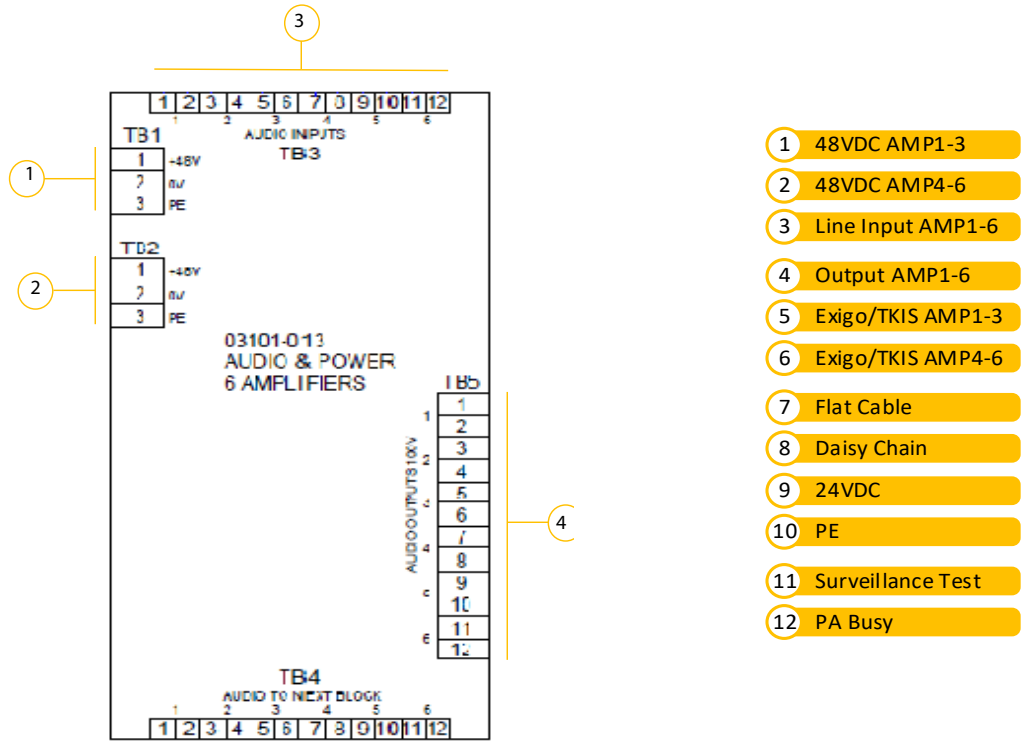 3
1 2 3 4 5 6 7 8 9 10 11 12
1 2 3 4 5 6
AUDIO INPUTS
TB3
TB1
1 +48V
2 0V
3 PE
1
TB2
1 +48V
2 0V
3 PE
2
03101-013
AUDIO & POWER
6 AMPLIFIERS
TB5
1
1
2
3
2
4
5
3
6
7
4
8
9
10
11
6
12
AUDIO OUTPUTS 100V
4
TB4
AUDIO TO NEXT BLOCK
1 2 3 4 5 6
1 2 3 4 5 6 7 8 9 10 11 12
1 48VDC AMP1-3
2 48VDC AMP4-6
3 Line Input AMP1-6
4 Output AMP1-6
5 Exigo/TKIS AMP1-3
6 Exigo/TKIS AMP4-6
7 Flat Cable
8 Daisy Chain
9 24VDC
10 PE
11 Surveillance Test
12 PA Busy